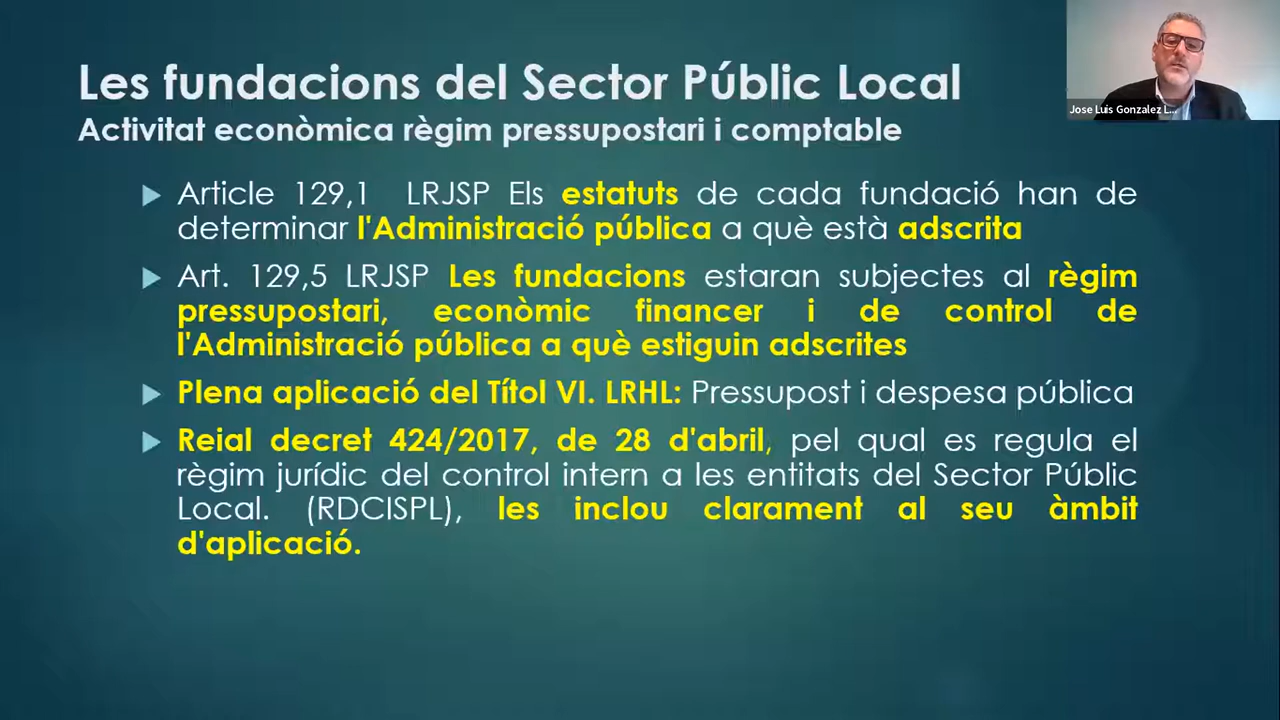 Les fundacions del Sector Públic Local
Activitat econòmica règim pressupostari i comptable
Jose Luis Gonzalez L...
Article 129,1 LRJSP Els estatuts de cada fundació han de
determinar l'Administració pública a què està adscrita
Art. 129,5 LRJSP Les fundacions estaran subjectes al règim
pressupostari, econòmic financer i de control de
l'Administració pública a què estiguin adscrites
Plena aplicació del Títol VI. LRHL: Pressupost i despesa pública
Reial decret 424/2017, de 28 d'abril, pel qual es regula el
règim jurídic del control intern a les entitats del Sector Públic
Local. (RDCISPL), les inclou clarament al seu àmbit
d'aplicació.